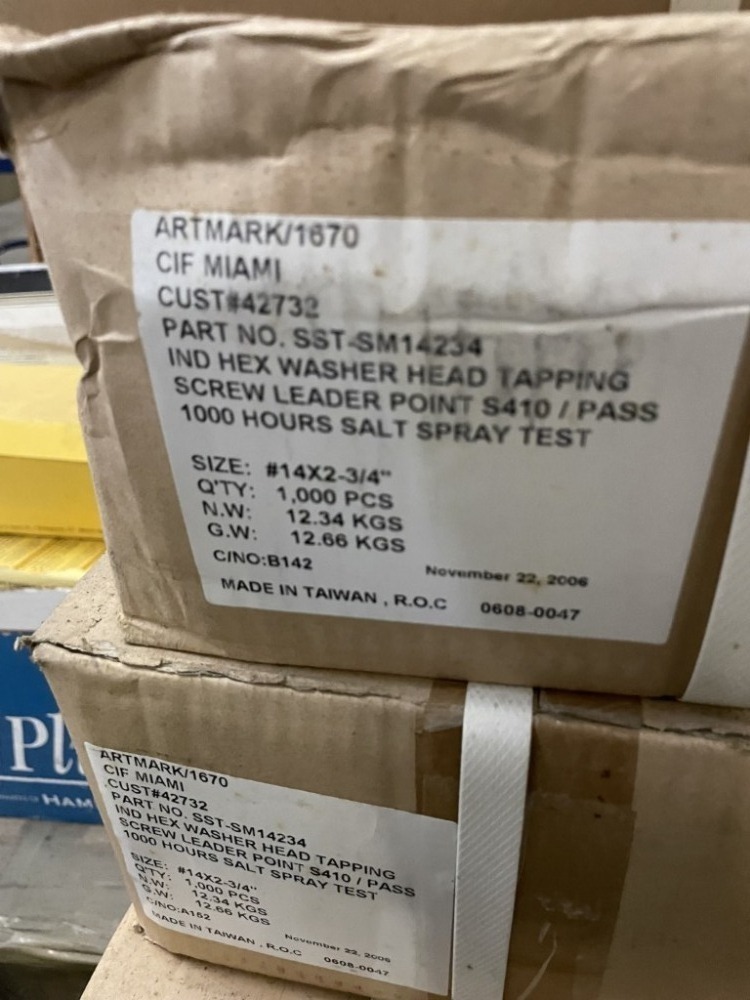 ARTMARK/1670
CIF MIAMI
CUST#42732
PART NO. SST-SM14234
IND HEX WASHER HEAD TAPPING
SCREW LEADER POINT S410 / PASS
1000 HOURS SALT SPRAY TEST
SIZE: #14X2-3/4"
Q'TY: 1,000 PCS
N.W: 12.34 KGS
G.W: 12.66 KGS
C/NO:B142
November 22, 2006
MADE IN TAIWAN , R.O.C 0608-0047
Pl
HAM
ARTMARK/1670
CIF MIAMI
CUST#42732
PART NO. SST-SM14234
IND HEX WASHER HEAD TAPPING
SCREW LEADER POINT S410 / PASS
1000 HOURS SALT SPRAY TEST
SIZE: #14X2-3/4"
Q'TY: 1,000 PCS
N.W: 12.34 KGS
G.W: 12.66 KGS
C/NO:A152
November 22, 2006
MADE IN TAIWAN , R.O.C 0608-0047